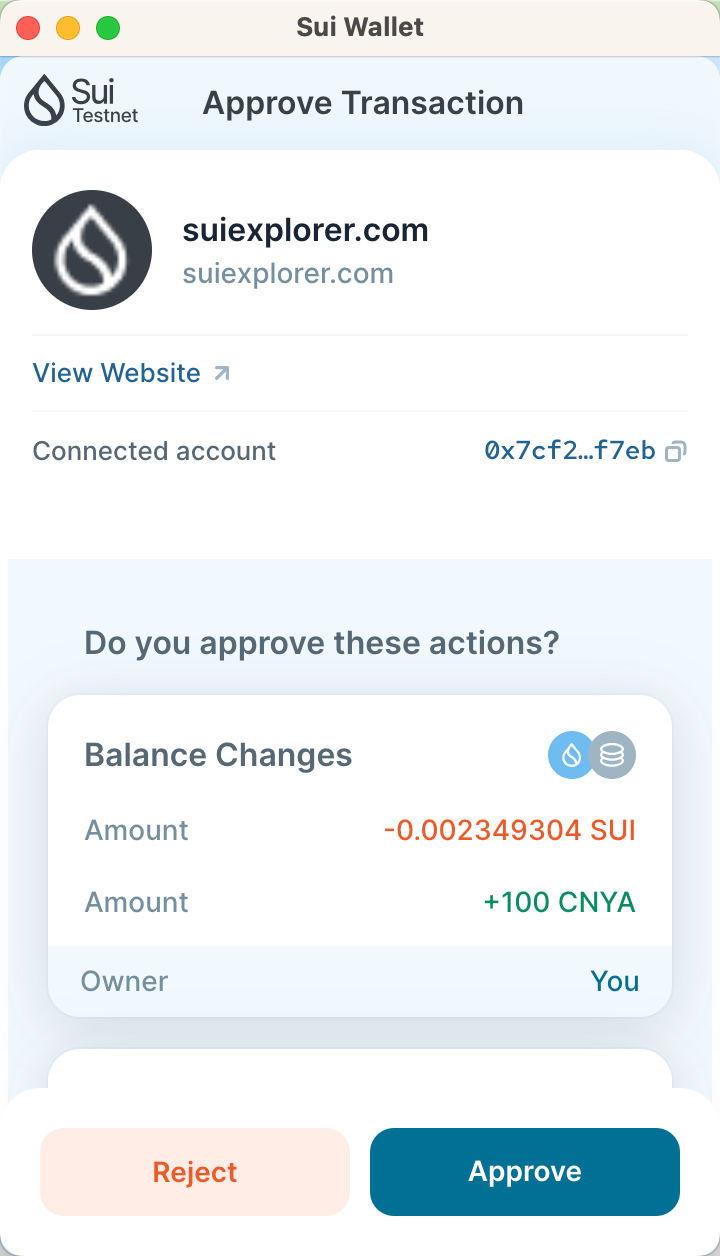 Sui Wallet
Sui
Testnet
Approve Transaction
suiexplorer.com
suiexplorer.com
View Website
Connected account 0x7cf2…f7eb
Do you approve these actions?
Balance Changes
Amount -0.002349304 SUI
Amount +100 CNYA
Owner You
Reject Approve